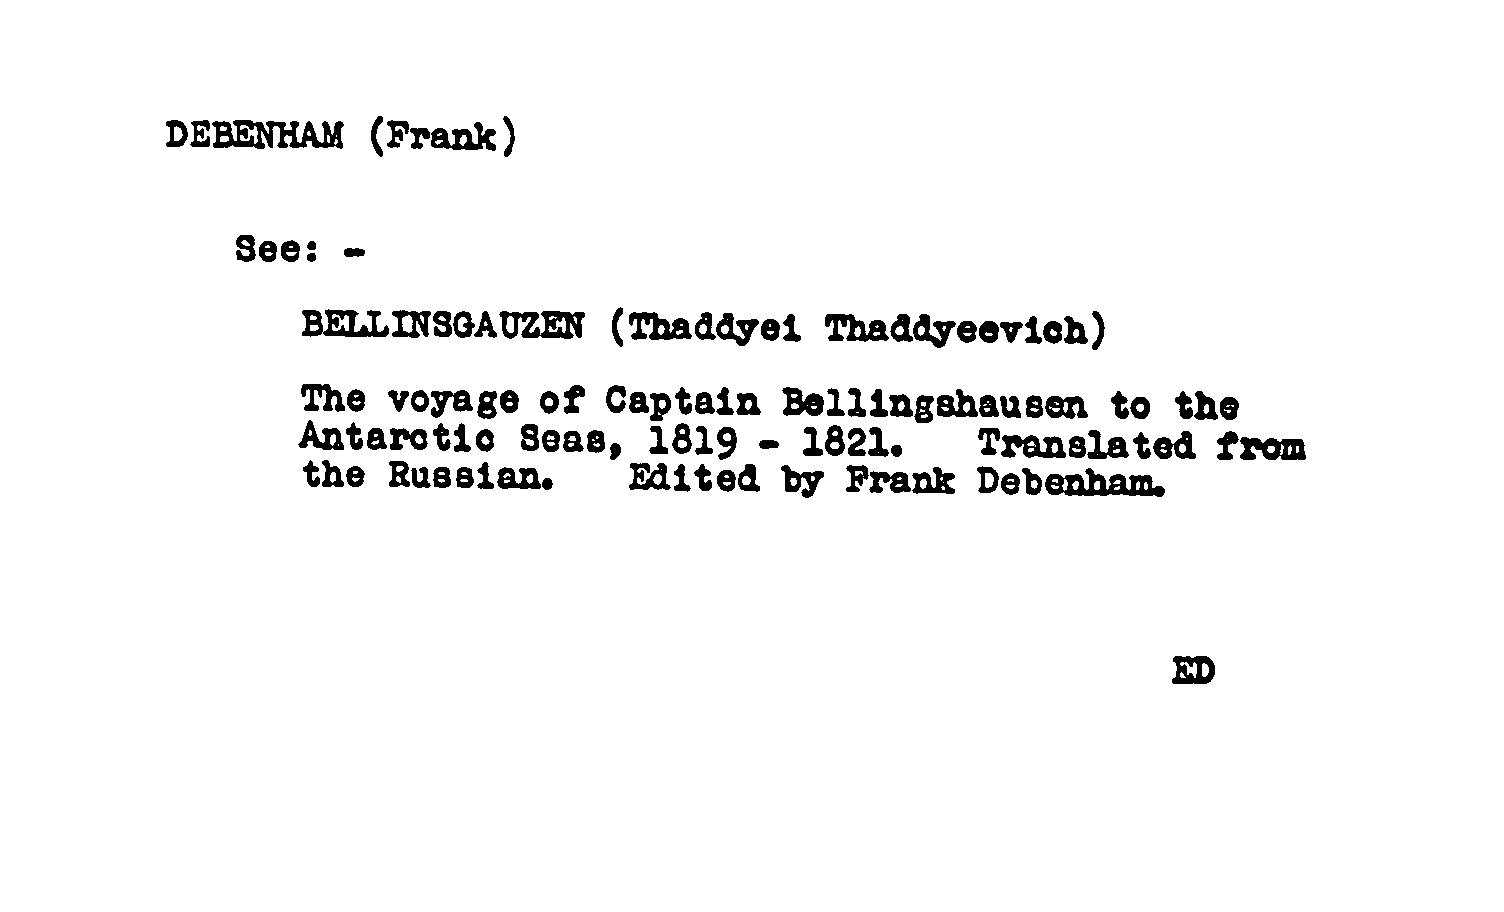 DEBENHAM (Frank)
See: -
BELLINSGAUZEN (Thaddyei Thaddyeevich)
The voyage of Captain Bellingshausen to the
Antarctic Seas, 1819 - 1821. Translated from
the Russian. Edited by Frank Debenham.
ED